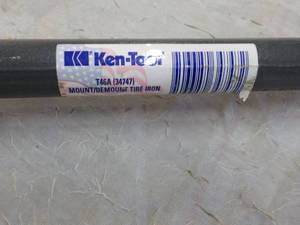 Ken-Tool
T46A (34747)
MOUNT/DEMOUNT TIRE IRON